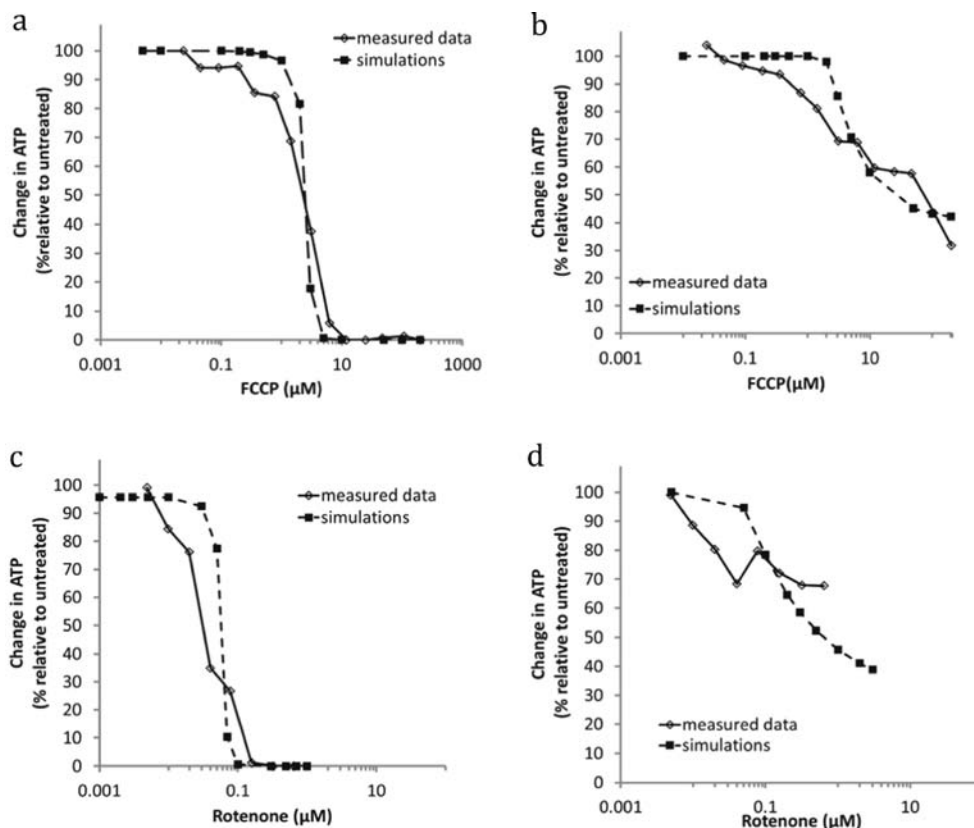 a
measured data
simulations
Change in ATP
(%relative to untreated)
100
90
80
70
60
50
40
30
20
10
0
0.001
0.1
10
1000
FCCP (µM)
b
Change in ATP
(% relative to untreated)
100
90
80
70
60
50
40
30
20
10
0
measured data
simulations
0.001
0.1
10
FCCP(µM)
c
measured data
simulations
Change in ATP
(% relative to untreated)
100
90
80
70
60
50
40
30
20
10
0
0.001
0.1
10
Rotenone (µM)
d
Change in ATP
(% relative to untreated)
100
90
80
70
60
50
40
30
20
10
0
measured data
simulations
0.001
0.1
10
Rotenone (µM)